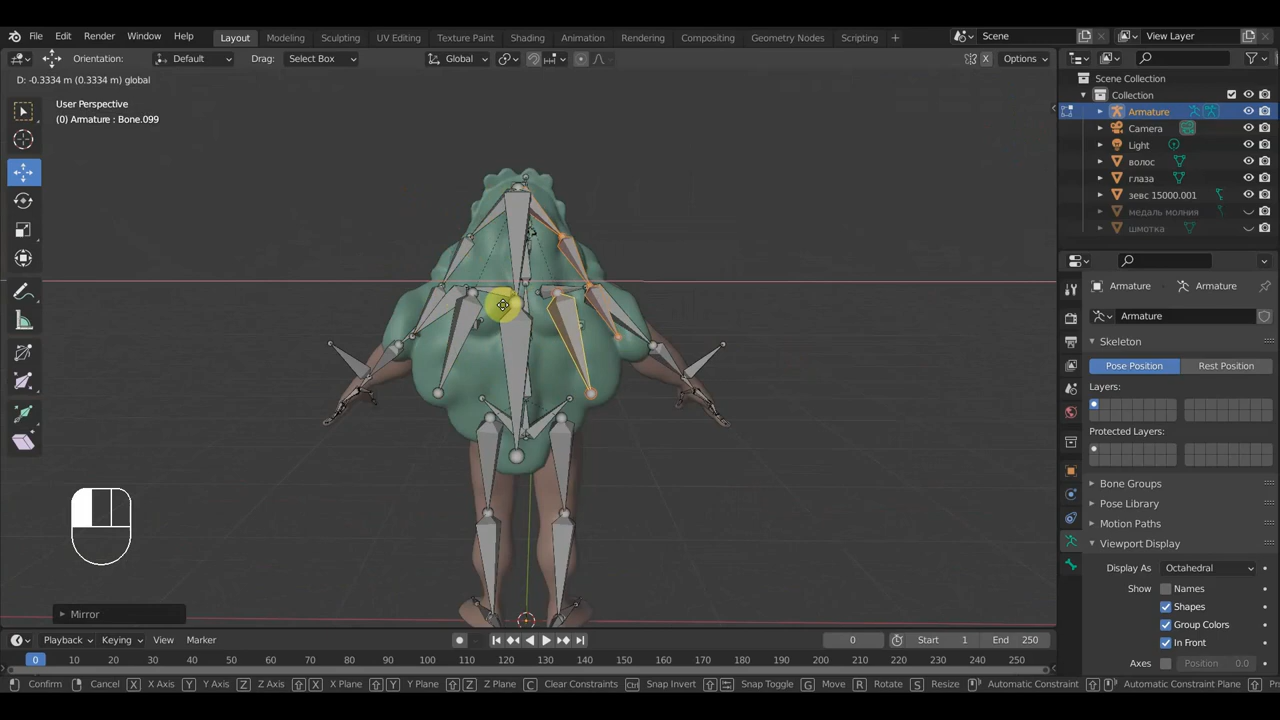 File Edit Render Window Help Layout Modeling Sculpting UV Editing Texture Paint Shading Animation Rendering Compositing Geometry Nodes Scripting + Scene View Layer
Orientation: Default Drag: Select Box Global X Options
D: -0.3334 m (0.3334 m) global
User Perspective
(0) Armature : Bone.099
Scene Collection
Collection
Armature
Camera
Light
волос
глаза
зевс 15000.001
медаль молния
шмотка
Armature Armature
Armature
Skeleton
Pose Position Rest Position
Layers:
Protected Layers:
Bone Groups
Pose Library
Motion Paths
Viewport Display
Display As Octahedral
Show Names
Shapes
Group Colors
In Front
Axes Position 0.0
Mirror
Playback Keying View Marker 0 Start 1 End 250
0 10 20 30 40 50 60 70 80 90 100 110 120 130 140 150 160 170 180 190 200 210 220 230 240 250
Confirm Cancel X X Axis Y Y Axis Z Z Axis X X Plane Y Y Plane Z Z Plane C Clear Constraints Ctrl Snap Invert Snap Toggle G Move R Rotate S Resize Automatic Constraint Automatic Constraint Plane